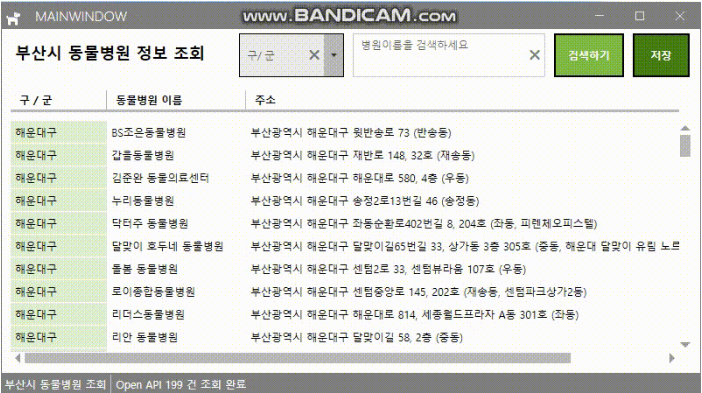 MAINWINDOW
www.BANDICAM.com
부산시 동물병원 정보 조회
구/ 군
병원이름을 검색하세요
검색하기
저장
구 / 군 동물병원 이름 주소
해운대구 BS조은동물병원 부산광역시 해운대구 윗반송로 73 (반송동)
해운대구 갑을동물병원 부산광역시 해운대구 재반로 148, 32호 (재송동)
해운대구 김준완 동물의료센터 부산광역시 해운대구 해운대로 580, 4층 (우동)
해운대구 누리동물병원 부산광역시 해운대구 송정2로13번길 46 (송정동)
해운대구 닥터주 동물병원 부산광역시 해운대구 좌동순환로402번길 8, 204호 (좌동, 피렌체오피스텔)
해운대구 달맞이 호두네 동물병원 부산광역시 해운대구 달맞이길65번길 33, 상가동 3층 305호 (중동, 해운대 달맞이 유림 노르
해운대구 돌봄 동물병원 부산광역시 해운대구 센텀2로 33, 센텀뷰라움 107호 (우동)
해운대구 로이종합동물병원 부산광역시 해운대구 센텀중앙로 145, 202호 (재송동, 센텀파크상가2동)
해운대구 리더스동물병원 부산광역시 해운대구 해운대로 814, 세종월드프라자 A동 301호 (좌동)
해운대구 리안 동물병원 부산광역시 해운대구 달맞이길 58, 2층 (중동)
부산시 동물병원 조회 Open API 199 건 조회 완료